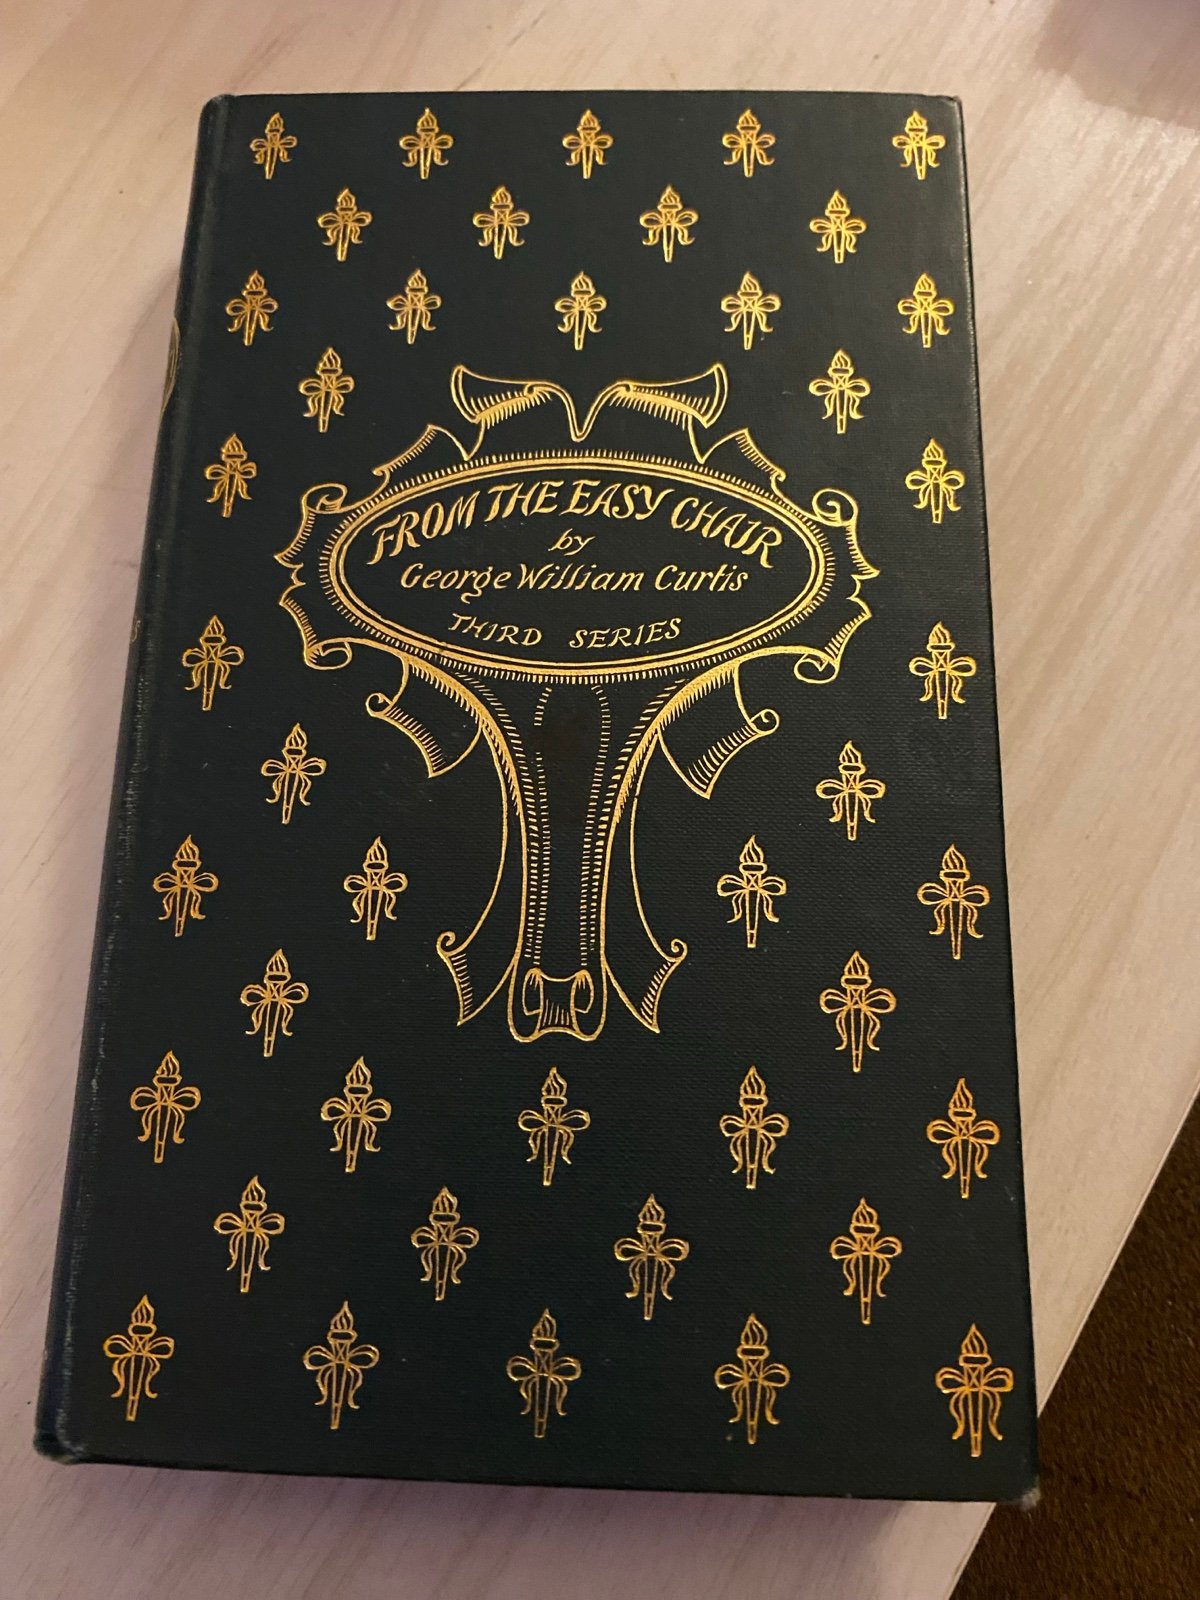 FROM THE EASY CHAIR
by
George William Curtis
THIRD SERIES